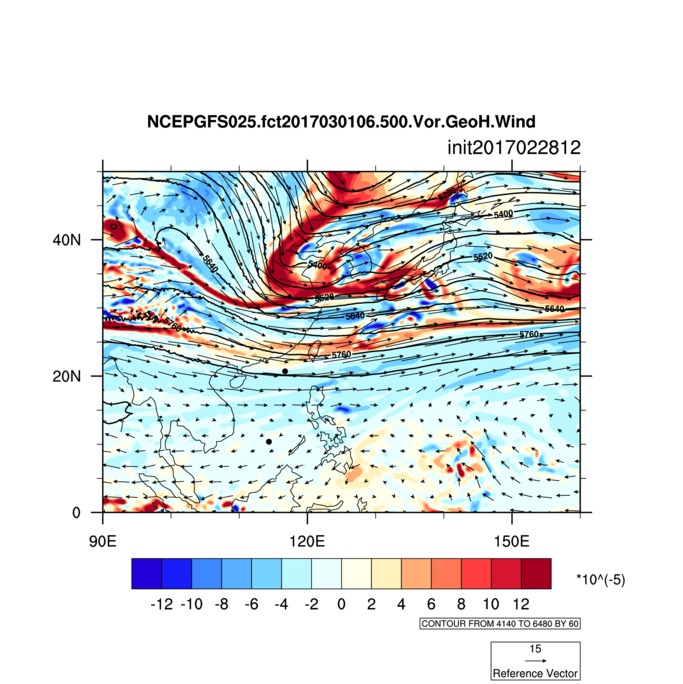 NCEPGFS025.fct2017030106.500.Vor.GeoH.Wind
init2017022812
5400
40N
5640
5400
5520
5520
5640
5640
5760
5760
5760
20N
0
90E 120E 150E
-12 -10 -8 -6 -4 -2 0 2 4 6 8 10 12
*10^(-5)
CONTOUR FROM 4140 TO 6480 BY 60
15
Reference Vector